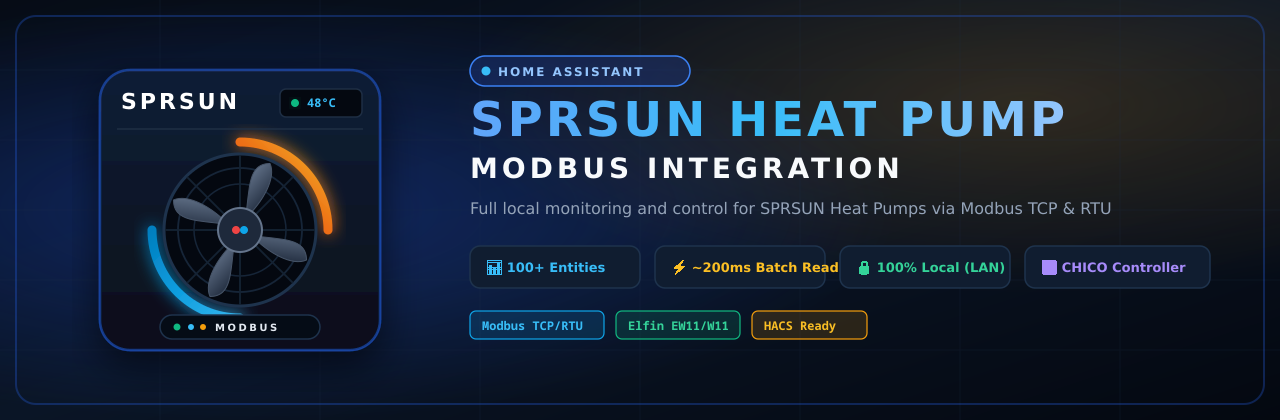 SPRSUN
48°C
MODBUS
HOME ASSISTANT
SPRSUN HEAT PUMP
MODBUS INTEGRATION
Full local monitoring and control for SPRSUN Heat Pumps via Modbus TCP & RTU
100+ Entities
⚡ ~200ms Batch Read
100% Local (LAN)
CHICO Controller
Modbus TCP/RTU
Elfin EW11/W11
HACS Ready